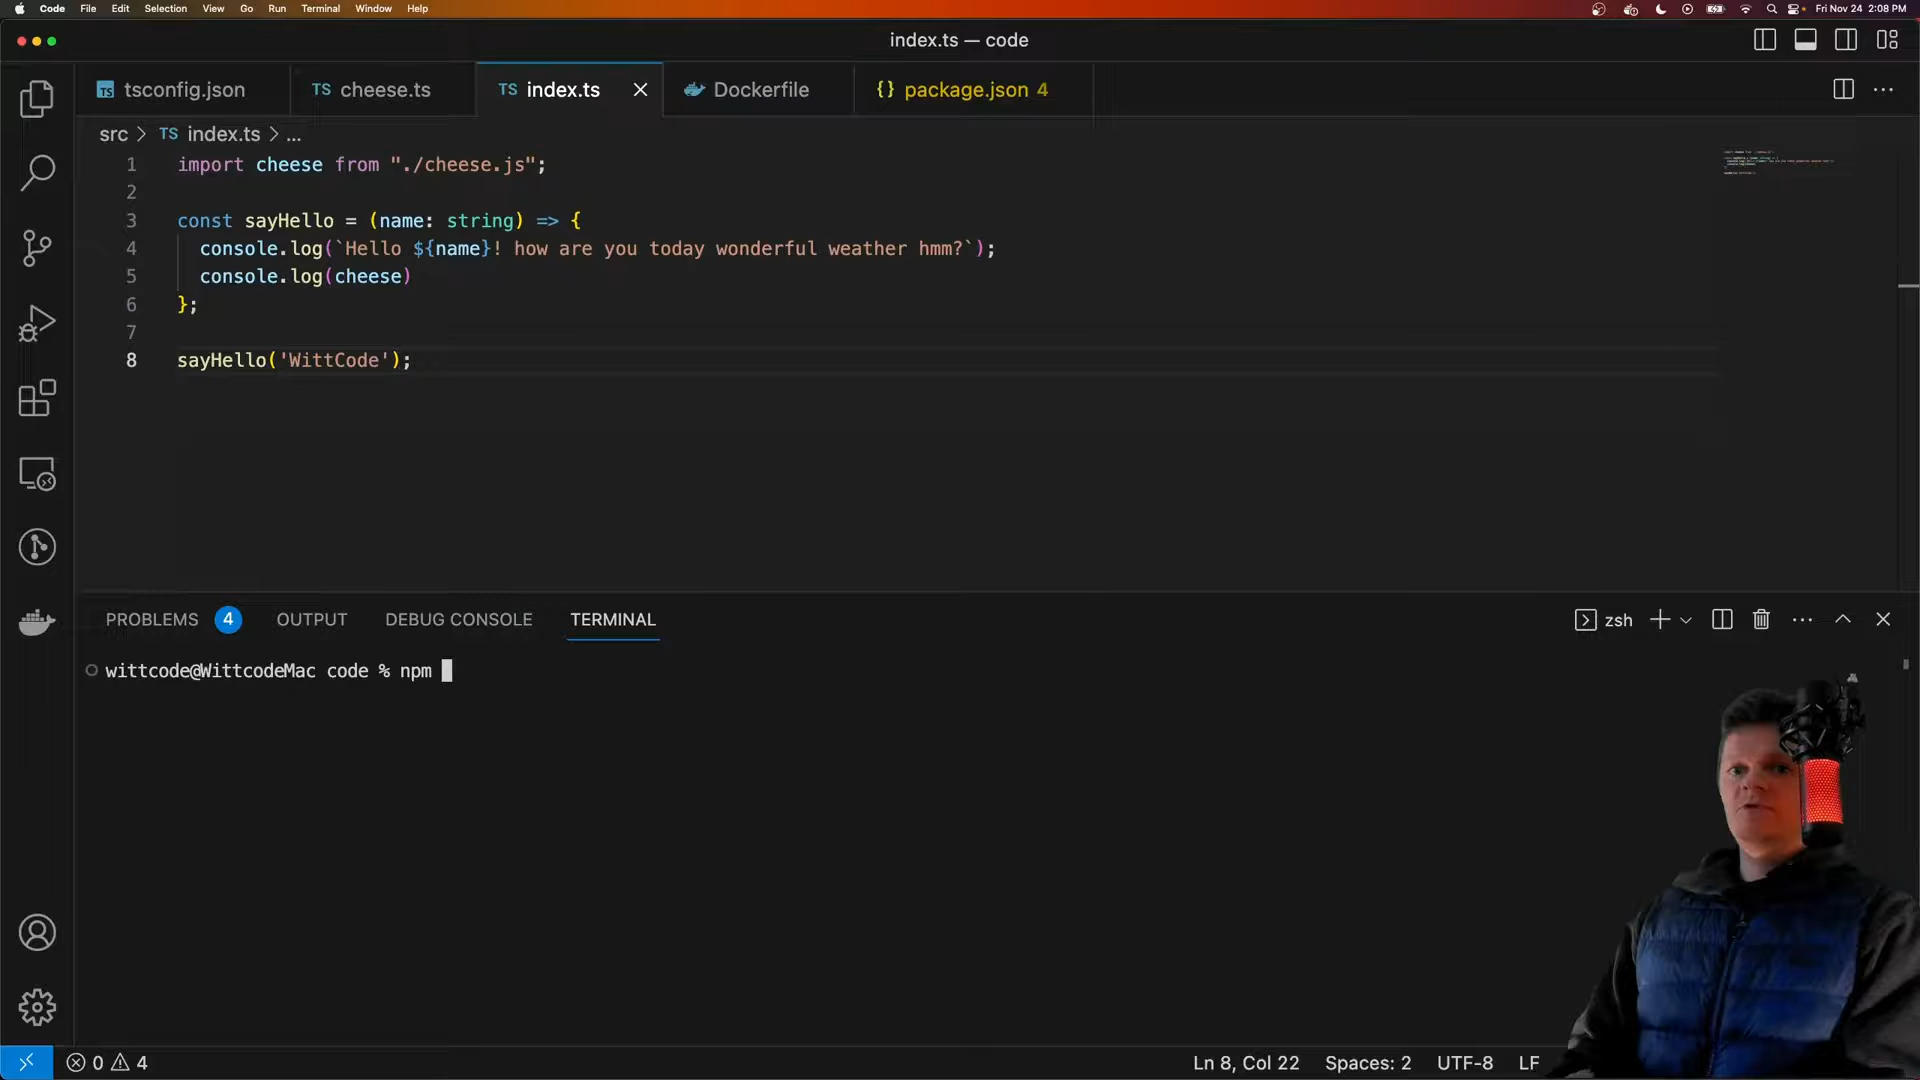 Code File Edit Selection View Go Run Terminal Window Help Fri Nov 24 2:08 PM
index.ts — code
TS tsconfig.json TS cheese.ts TS index.ts Dockerfile {} package.json 4
src > TS index.ts > ...
1 import cheese from "./cheese.js";
2
3 const sayHello = (name: string) => {
4 console.log(`Hello ${name}! how are you today wonderful weather hmm?`);
5 console.log(cheese)
6 };
7
8 sayHello('WittCode');
PROBLEMS 4 OUTPUT DEBUG CONSOLE TERMINAL zsh
wittcode@WittcodeMac code % npm
0 4 Ln 8, Col 22 Spaces: 2 UTF-8 LF